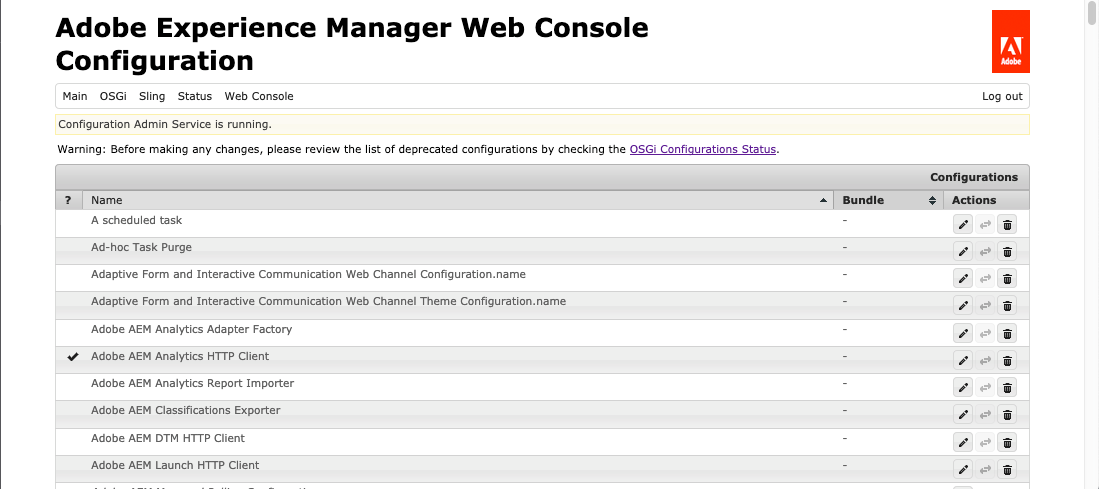 Adobe Experience Manager Web Console
Configuration
Adobe
Main OSGi Sling Status Web Console Log out
Configuration Admin Service is running.
Warning: Before making any changes, please review the list of deprecated configurations by checking the OSGi Configurations Status.
Configurations
? Name Bundle Actions
A scheduled task -
Ad-hoc Task Purge -
Adaptive Form and Interactive Communication Web Channel Configuration.name -
Adaptive Form and Interactive Communication Web Channel Theme Configuration.name -
Adobe AEM Analytics Adapter Factory -
Adobe AEM Analytics HTTP Client -
Adobe AEM Analytics Report Importer -
Adobe AEM Classifications Exporter -
Adobe AEM DTM HTTP Client -
Adobe AEM Launch HTTP Client -